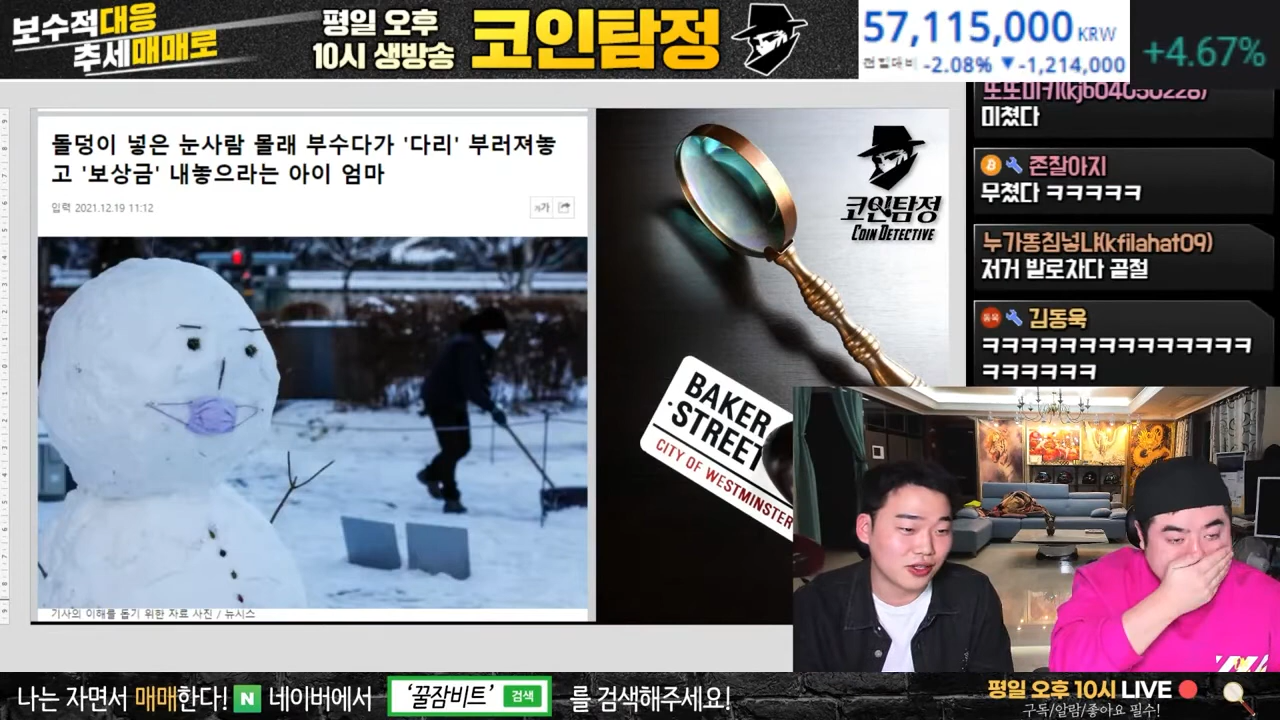 보수적대응
추세매매로
평일 오후
10시 생방송
코인탐정
57,115,000 KRW
전일대비 -2.08% ▼-1,214,000
+4.67%
돌덩이 넣은 눈사람 몰래 부수다가 '다리' 부러져놓
고 '보상금' 내놓으라는 아이 엄마
입력 2021.12.19 11:12
가
기사의 이해를 돕기 위한 자료 사진 / 뉴시스
코인탐정
COIN DETECTIVE
BAKER
STREET
CITY OF WESTMINSTER
미쳤다
존잘아지
무쳤다 ㅋㅋㅋㅋㅋ
누가똥침넣냐(kfilahat09)
저거 발로차다 골절
김동욱
ㅋㅋㅋㅋㅋㅋㅋㅋㅋㅋㅋㅋㅋㅋ
ㅋㅋㅋㅋㅋㅋ
나는 자면서 매매한다! N 네이버에서 '꿀잠비트' 검색 를 검색해주세요!
평일 오후 10시 LIVE
구독/알람/좋아요 필수!